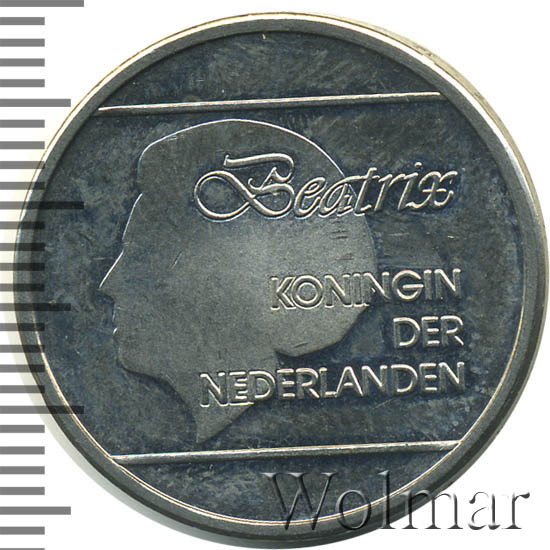 Beatrix
KONINGIN
DER
NEDERLANDEN
Wolmar